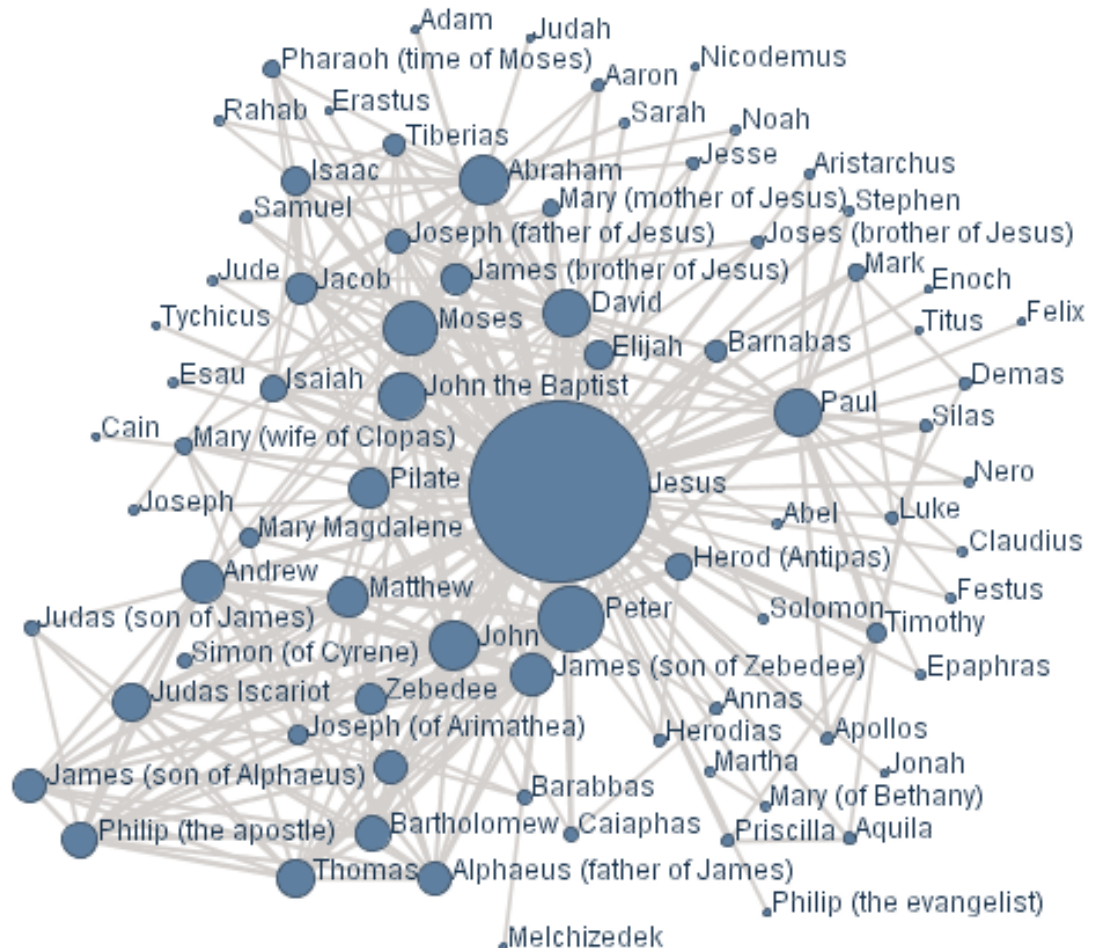 Adam
Judah
Pharaoh (time of Moses)
Nicodemus
Aaron
Rahab
Erastus
Sarah
Noah
Tiberias
Jesse
Aristarchus
Isaac
Abraham
Mary (mother of Jesus)
Stephen
Samuel
Joseph (father of Jesus)
Joses (brother of Jesus)
Jude
Jacob
James (brother of Jesus)
Mark
Enoch
David
Tychicus
Moses
Titus
Felix
Elijah
Barnabas
Esau
Isaiah
John the Baptist
Demas
Paul
Silas
Cain
Mary (wife of Clopas)
Pilate
Jesus
Nero
Joseph
Abel
Luke
Mary Magdalene
Claudius
Herod (Antipas)
Andrew
Matthew
Festus
Judas (son of James)
Peter
Solomon
Timothy
John
Simon (of Cyrene)
James (son of Zebedee)
Epaphras
Judas Iscariot
Zebedee
Annas
Joseph (of Arimathea)
Herodias
Apollos
James (son of Alphaeus)
Martha
Jonah
Barabbas
Mary (of Bethany)
Philip (the apostle)
Bartholomew
Caiaphas
Priscilla
Aquila
Thomas
Alphaeus (father of James)
Philip (the evangelist)
Melchizedek